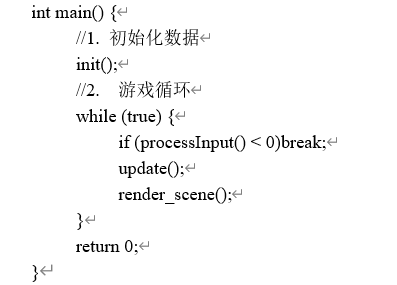 int main() {
//1. 初始化数据
init();
//2. 游戏循环
while (true) {
if (processInput() < 0)break;
update();
render_scene();
}
return 0;
}